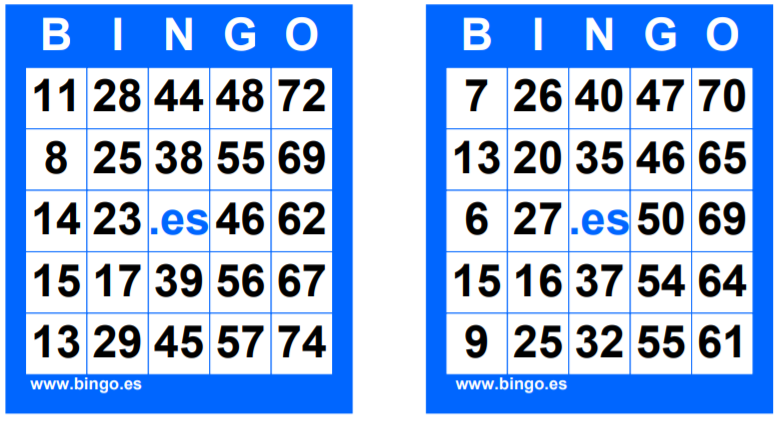 B I N G O
11 28 44 48 72
8 25 38 55 69
14 23 .es 46 62
15 17 39 56 67
13 29 45 57 74
www.bingo.es
B I N G O
7 26 40 47 70
13 20 35 46 65
6 27 .es 50 69
15 16 37 54 64
9 25 32 55 61
www.bingo.es